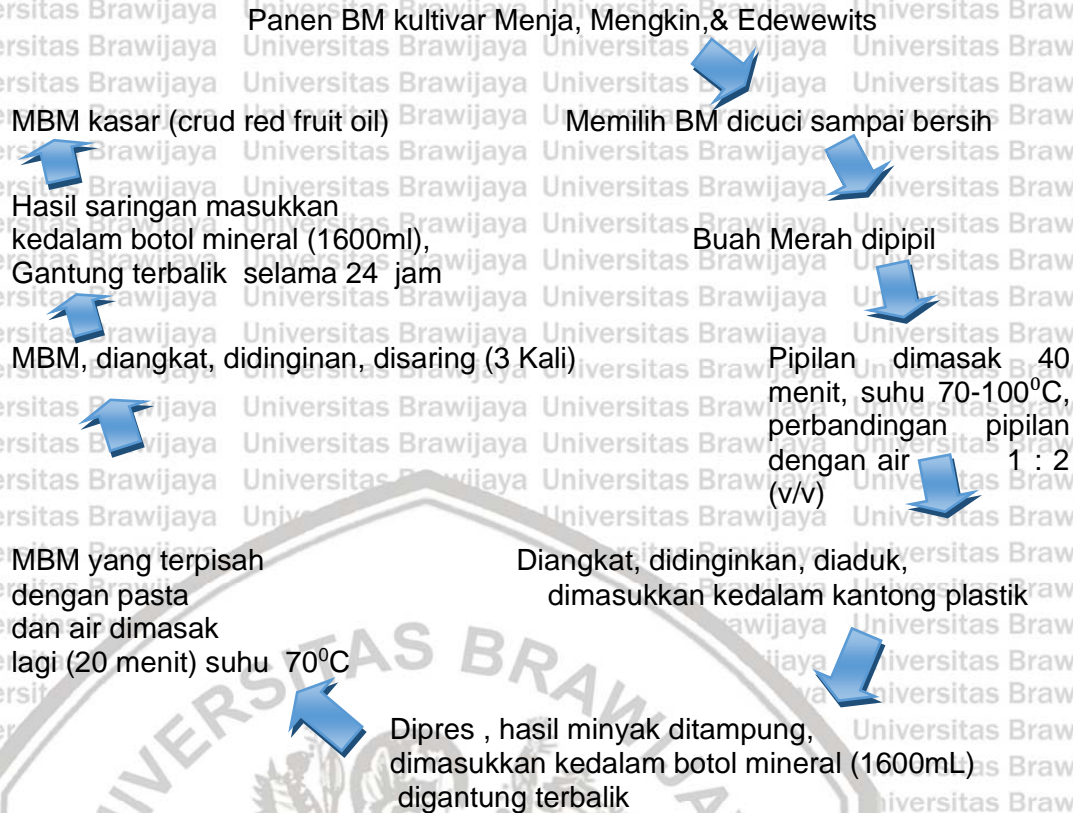 Panen BM kultivar Menja, Mengkin,& Edewewits
Memilih BM dicuci sampai bersih
Buah Merah dipipil
Pipilan dimasak 40
menit, suhu 70-100⁰C,
perbandingan pipilan
dengan air 1 : 2
(v/v)
Diangkat, didinginkan, diaduk,
dimasukkan kedalam kantong plastik
Dipres , hasil minyak ditampung,
dimasukkan kedalam botol mineral (1600mL)
digantung terbalik
MBM yang terpisah
dengan pasta
dan air dimasak
lagi (20 menit) suhu 70⁰C
MBM, diangkat, didinginan, disaring (3 Kali)
Hasil saringan masukkan
kedalam botol mineral (1600ml),
Gantung terbalik selama 24 jam
MBM kasar (crud red fruit oil)
UNIVERSITAS BRAWIJAYA